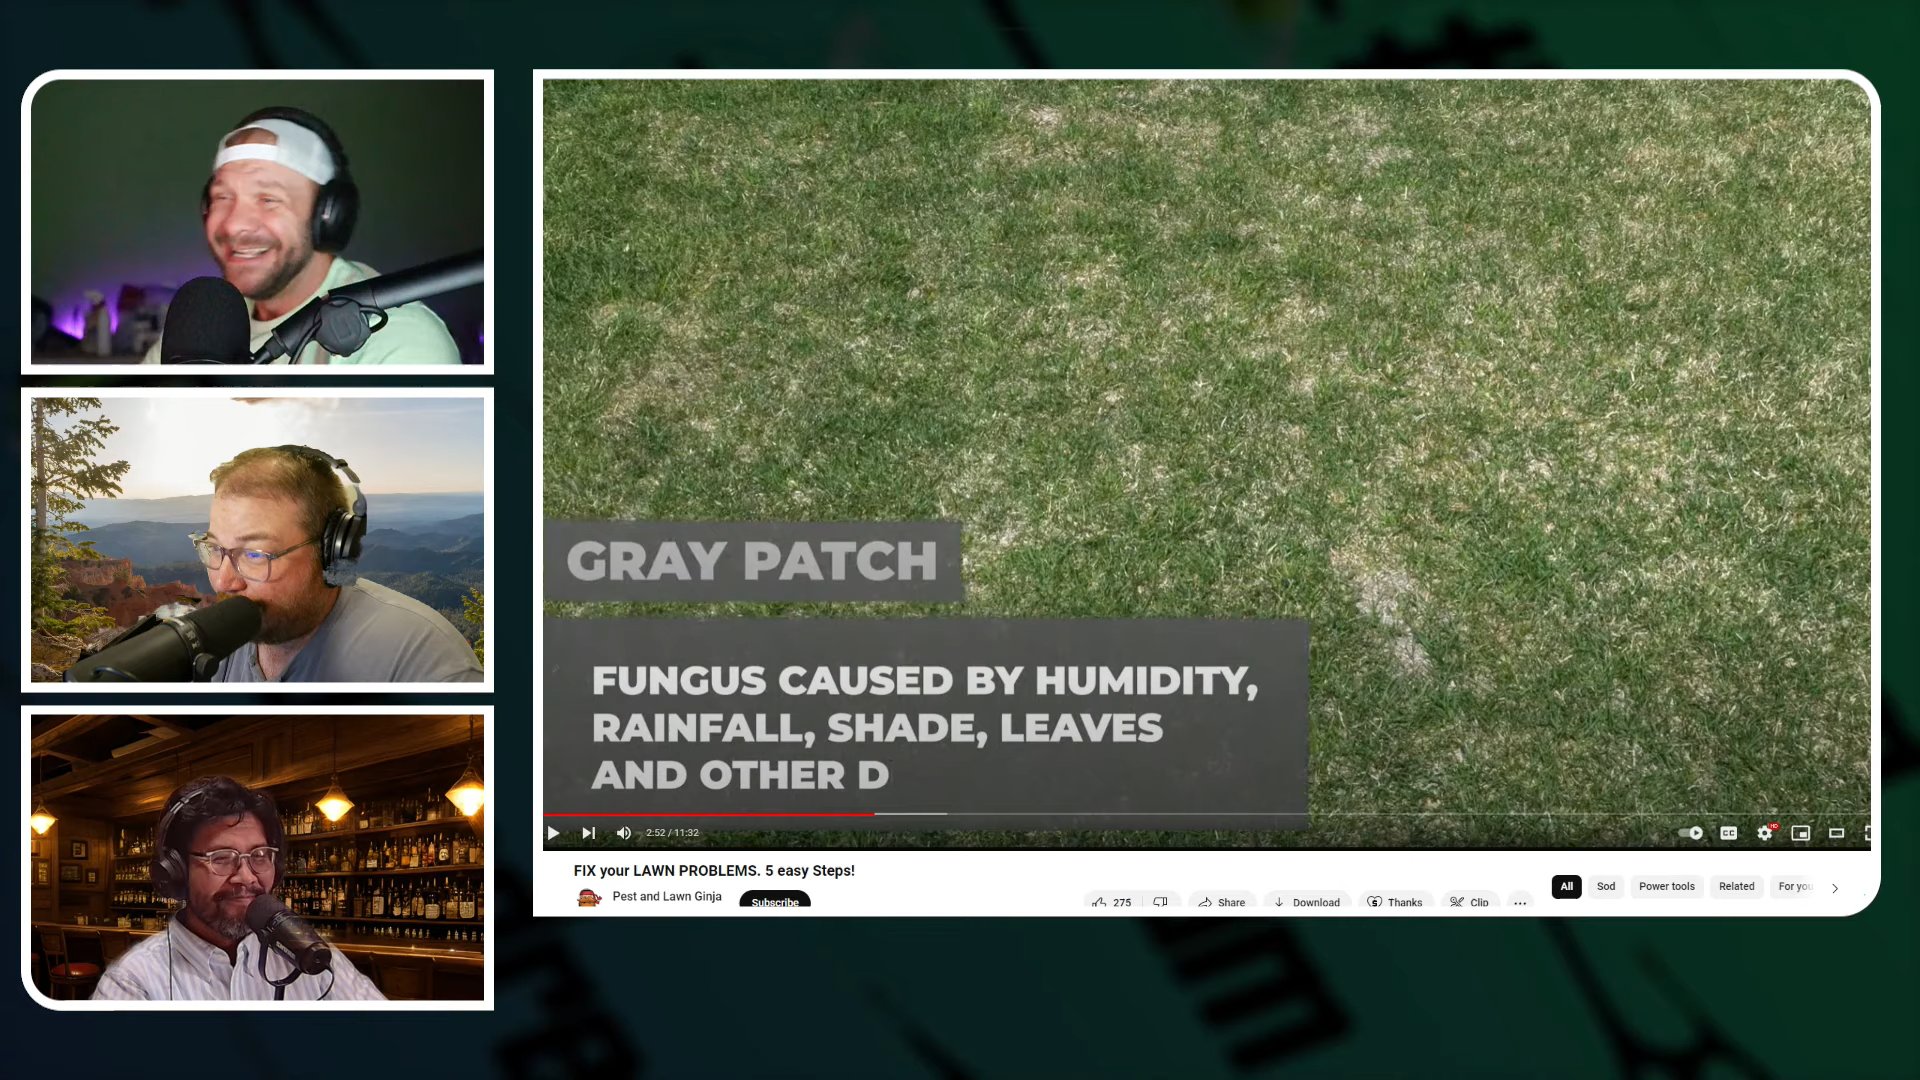 GRAY PATCH
FUNGUS CAUSED BY HUMIDITY,
RAINFALL, SHADE, LEAVES
AND OTHER D
2:52 / 11:32
CC
HD
FIX your LAWN PROBLEMS. 5 easy Steps!
Pest and Lawn Ginja
Subscribe
275
Share
Download
Thanks
Clip
All
Sod
Power tools
Related
For you